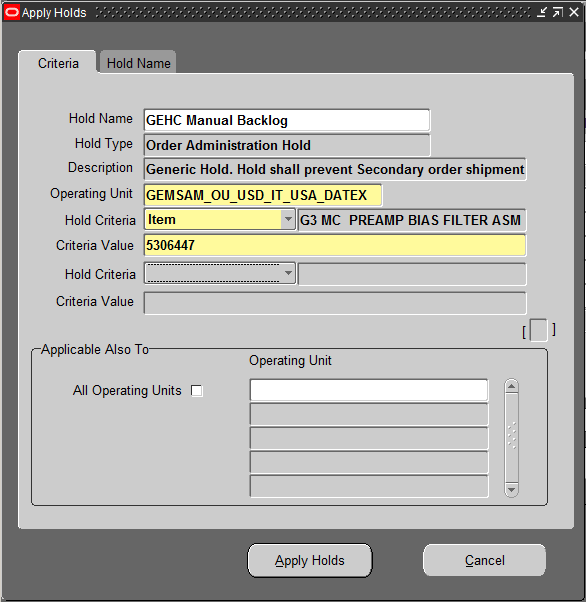 Apply Holds
Criteria Hold Name
Hold Name GEHC Manual Backlog
Hold Type Order Administration Hold
Description Generic Hold. Hold shall prevent Secondary order shipment
Operating Unit GEMSAM_OU_USD_IT_USA_DATEX
Hold Criteria Item G3 MC PREAMP BIAS FILTER ASM
Criteria Value 5306447
Hold Criteria
Criteria Value
[ ]
Applicable Also To
Operating Unit
All Operating Units
Apply Holds Cancel